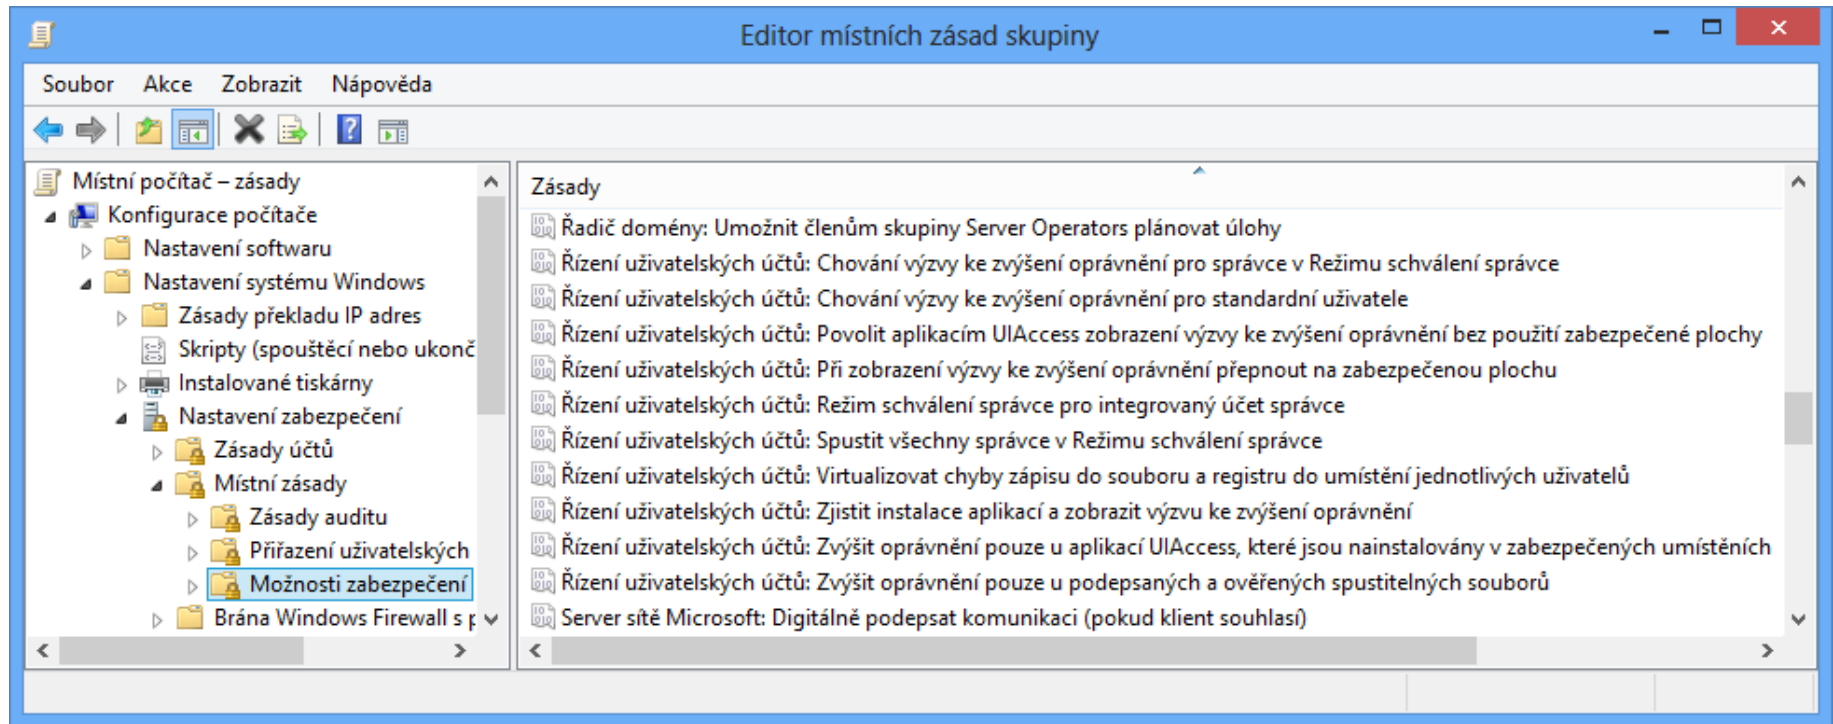 Editor místních zásad skupiny
Soubor Akce Zobrazit Nápověda
Místní počítač – zásady
Konfigurace počítače
Nastavení softwaru
Nastavení systému Windows
Zásady překladu IP adres
Skripty (spouštěcí nebo ukonč
Instalované tiskárny
Nastavení zabezpečení
Zásady účtů
Místní zásady
Zásady auditu
Přiřazení uživatelských
Možnosti zabezpečení
Brána Windows Firewall s p
Zásady
Řadič domény: Umožnit členům skupiny Server Operators plánovat úlohy
Řízení uživatelských účtů: Chování výzvy ke zvýšení oprávnění pro správce v Režimu schválení správce
Řízení uživatelských účtů: Chování výzvy ke zvýšení oprávnění pro standardní uživatele
Řízení uživatelských účtů: Povolit aplikacím UIAccess zobrazení výzvy ke zvýšení oprávnění bez použití zabezpečené plochy
Řízení uživatelských účtů: Při zobrazení výzvy ke zvýšení oprávnění přepnout na zabezpečenou plochu
Řízení uživatelských účtů: Režim schválení správce pro integrovaný účet správce
Řízení uživatelských účtů: Spustit všechny správce v Režimu schválení správce
Řízení uživatelských účtů: Virtualizovat chyby zápisu do souboru a registru do umístění jednotlivých uživatelů
Řízení uživatelských účtů: Zjistit instalace aplikací a zobrazit výzvu ke zvýšení oprávnění
Řízení uživatelských účtů: Zvýšit oprávnění pouze u aplikací UIAccess, které jsou nainstalovány v zabezpečených umístěních
Řízení uživatelských účtů: Zvýšit oprávnění pouze u podepsaných a ověřených spustitelných souborů
Server sítě Microsoft: Digitálně podepsat komunikaci (pokud klient souhlasí)